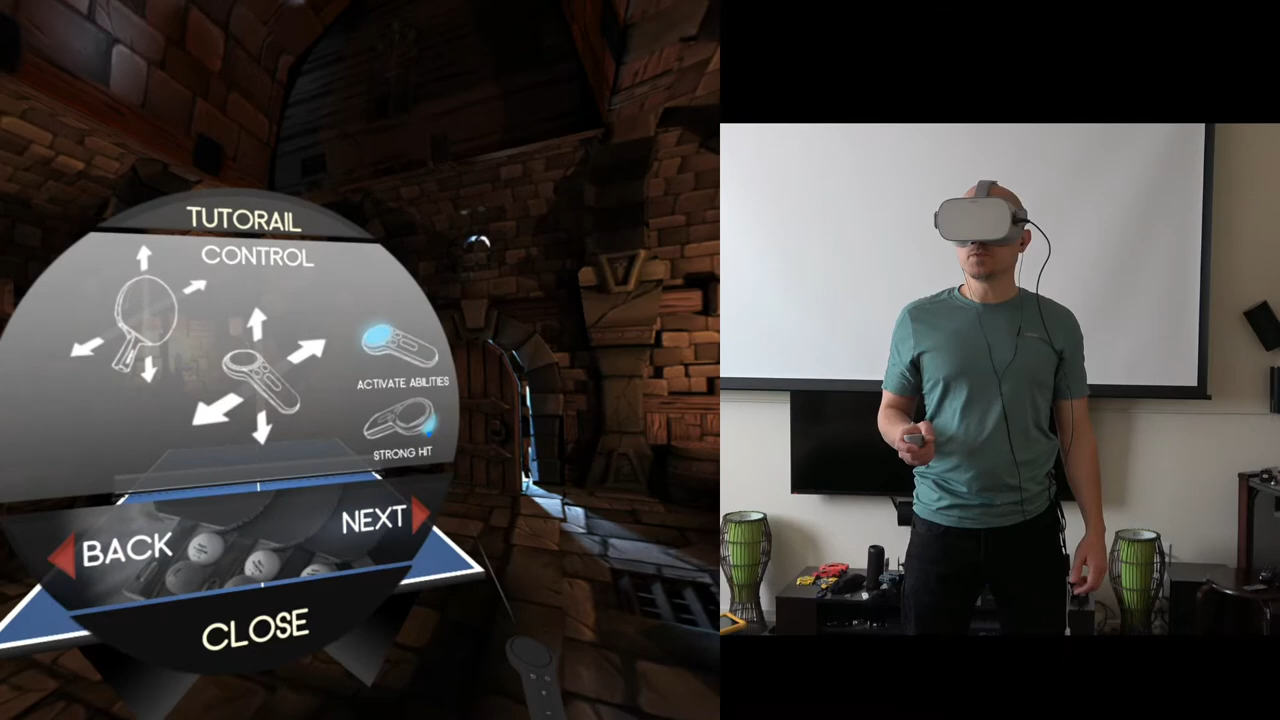 TUTORAIL
CONTROL
ACTIVATE ABILITIES
STRONG HIT
BACK
NEXT
CLOSE